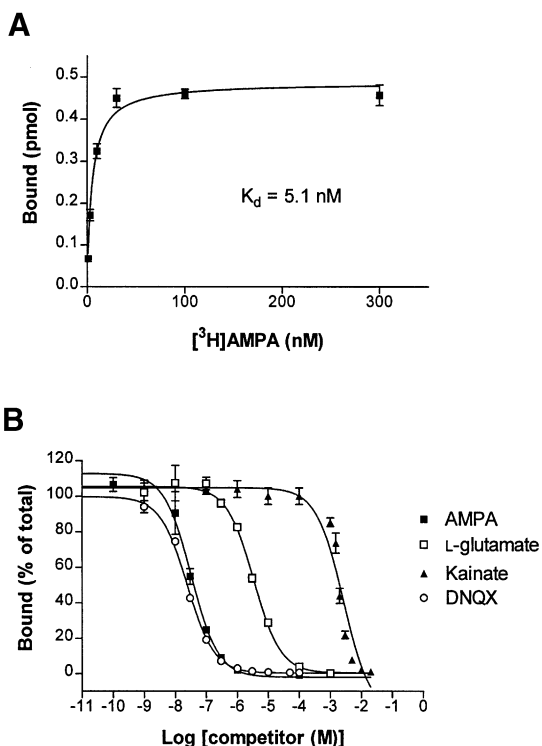 A
0.5
0.4
0.3
0.2
0.1
0.0
Bound (pmol)
K_d = 5.1 nM
0 100 200 300
[³H]AMPA (nM)
B
120
100
80
60
40
20
0
Bound (% of total)
AMPA
L-glutamate
Kainate
DNQX
-11 -10 -9 -8 -7 -6 -5 -4 -3 -2 -1 0
Log [competitor (M)]